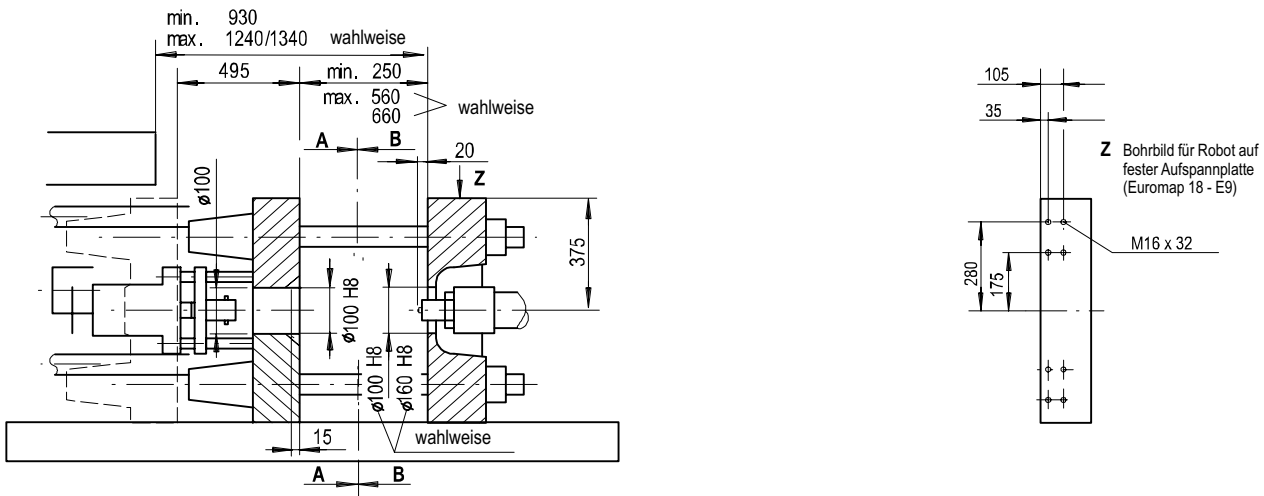 min. 930
max. 1240/1340 wahlweise
495
min. 250
max. 560
660
wahlweise
A B
20
Z
ø100
375
ø100 H8
ø100 H8
ø160 H8
wahlweise
15
A B
105
35
Z Bohrbild für Robot auf
fester Aufspannplatte
(Euromap 18 - E9)
M16 x 32
280
175